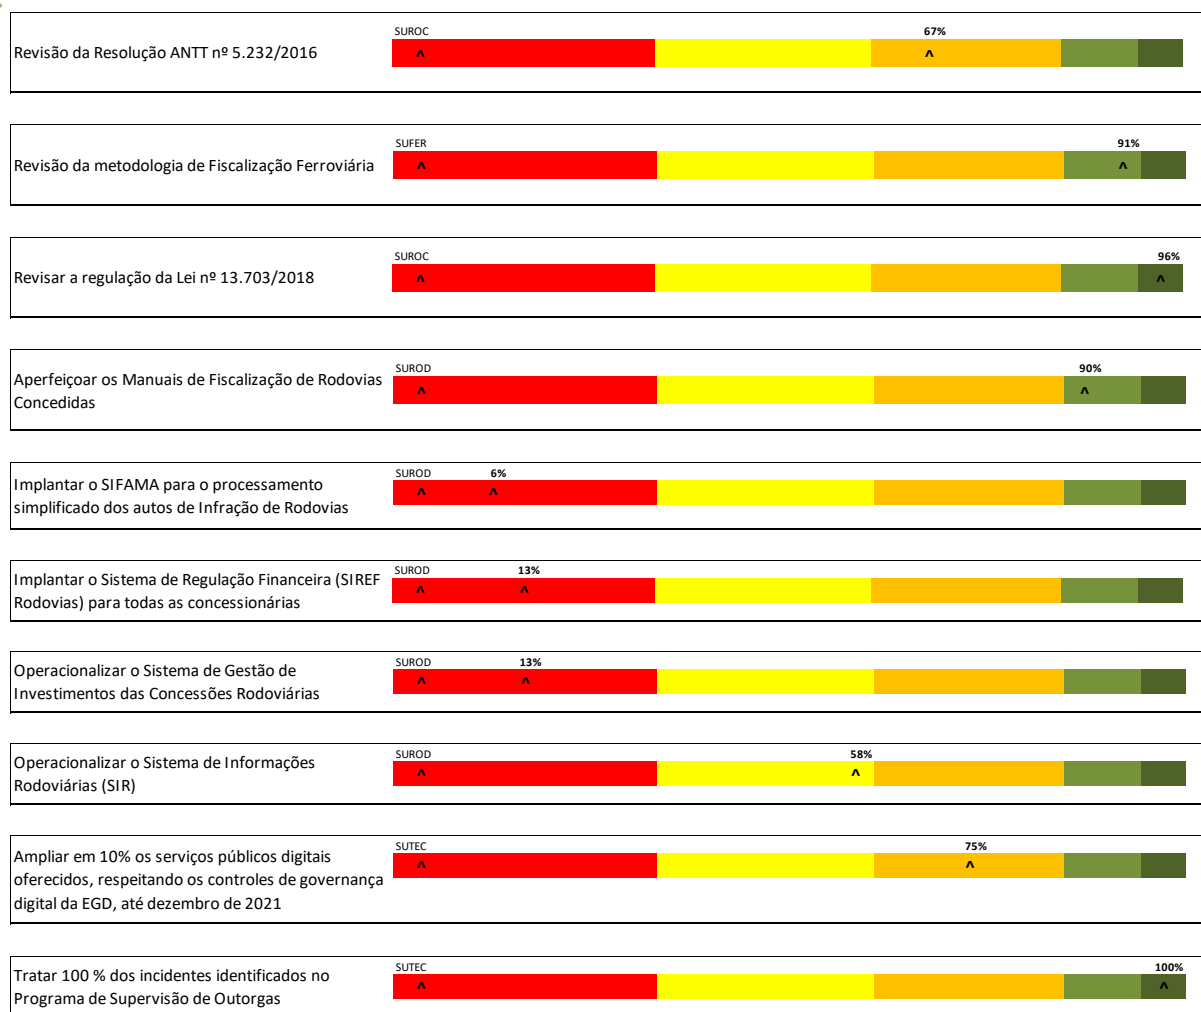 SUROC 67%
Revisão da Resolução ANTT nº 5.232/2016
^ ^
SUFER 91%
Revisão da metodologia de Fiscalização Ferroviária
^ ^
SUROC 96%
Revisar a regulação da Lei nº 13.703/2018
^ ^
SUROD 90%
Aperfeiçoar os Manuais de Fiscalização de Rodovias
Concedidas
^ ^
SUROD 6%
Implantar o SIFAMA para o processamento
simplificado dos autos de Infração de Rodovias
^ ^
SUROD 13%
Implantar o Sistema de Regulação Financeira (SIREF
Rodovias) para todas as concessionárias
^ ^
SUROD 13%
Operacionalizar o Sistema de Gestão de
Investimentos das Concessões Rodoviárias
^ ^
SUROD 58%
Operacionalizar o Sistema de Informações
Rodoviárias (SIR)
^ ^
SUTEC 75%
Ampliar em 10% os serviços públicos digitais
oferecidos, respeitando os controles de governança
digital da EGD, até dezembro de 2021
^ ^
SUTEC 100%
Tratar 100 % dos incidentes identificados no
Programa de Supervisão de Outorgas
^ ^